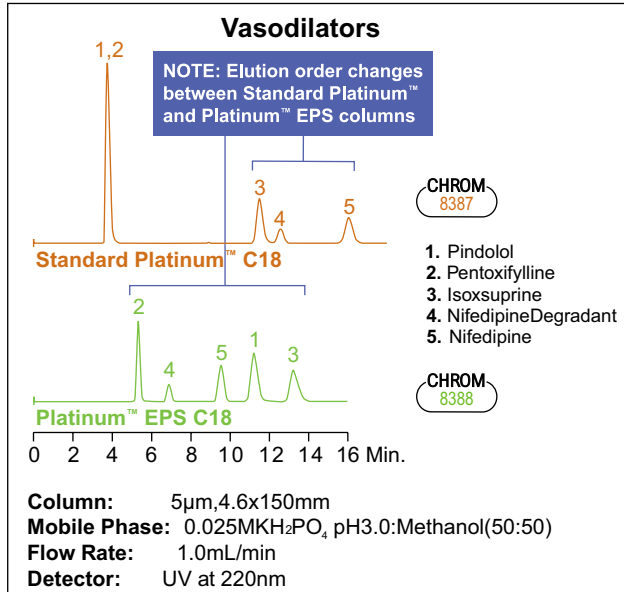 Vasodilators
1,2
NOTE: Elution order changes
between Standard Platinum™
and Platinum™ EPS columns
3
4
5
Standard Platinum™ C18
CHROM
8387
1. Pindolol
2. Pentoxifylline
3. Isoxsuprine
4. NifedipineDegradant
5. Nifedipine
2
4
5
1
3
Platinum™ EPS C18
CHROM
8388
0 2 4 6 8 10 12 14 16 Min.
Column: 5µm,4.6x150mm
Mobile Phase: 0.025MKH₂PO₄ pH3.0:Methanol(50:50)
Flow Rate: 1.0mL/min
Detector: UV at 220nm